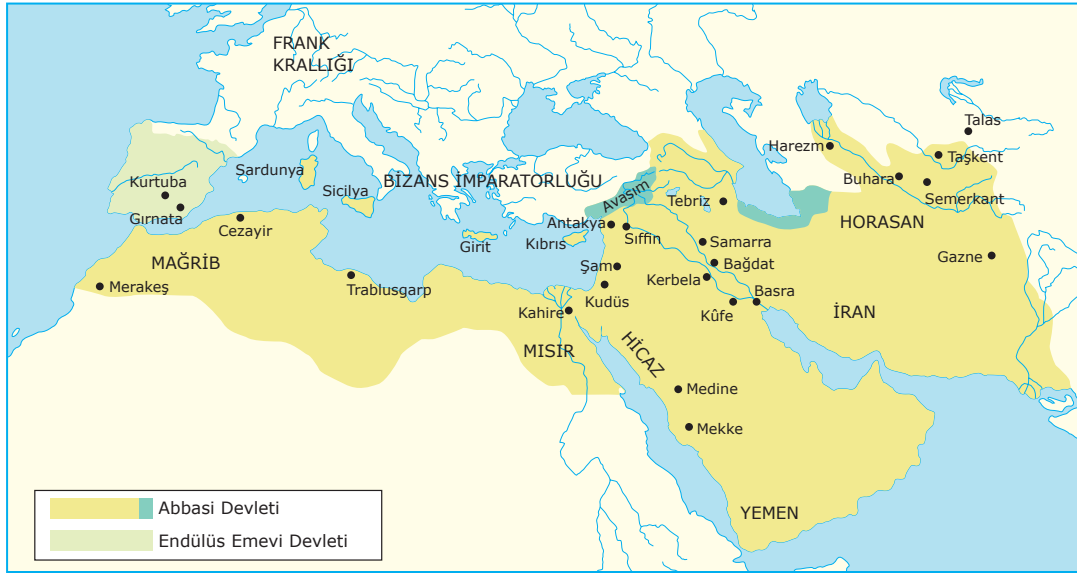 FRANK
KRALLIĞI
Talas
Harezm
Taşkent
Sardunya
Kurtuba
Sicilya
BİZANS İMPARATORLUĞU
Avasım
Buhara
Semerkant
Tebriz
Gırnata
Cezayir
Antakya
Sıffin
HORASAN
Girit
Kıbrıs
Samarra
MAĞRİB
Şam
Bağdat
Gazne
Merakeş
Trablusgarp
Kudüs
Kerbela
Basra
Kahire
Kûfe
İRAN
MISIR
HİCAZ
Medine
Mekke
YEMEN
Abbasi Devleti
Endülüs Emevi Devleti